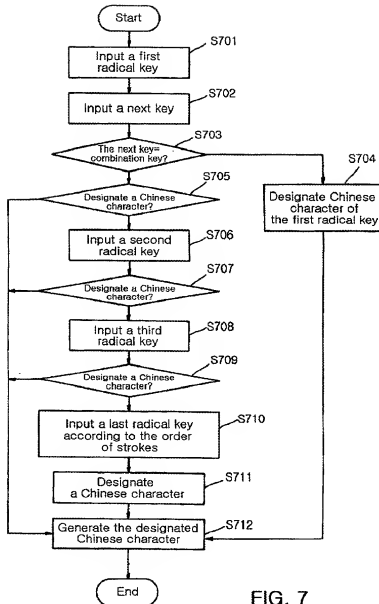 Start
S701
Input a first
radical key
S702
Input a next key
S703
The next key=
combination key?
S704
Designate Chinese
character of
the first radical key
S705
Designate a Chinese
character?
S706
Input a second
radical key
S707
Designate a Chinese
character?
S708
Input a third
radical key
S709
Designate a Chinese
character?
S710
Input a last radical key
according to the order
of strokes
S711
Designate
a Chinese character
S712
Generate the designated
Chinese character
End
FIG. 7